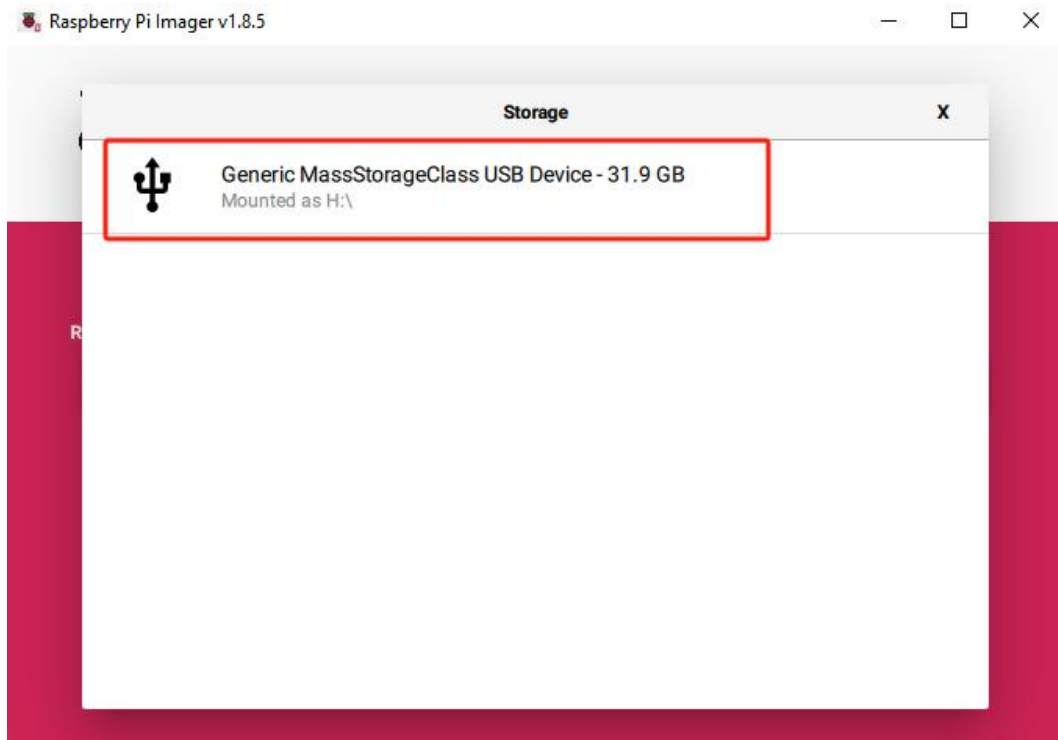 Raspberry Pi Imager v1.8.5
Storage
X
Generic MassStorageClass USB Device - 31.9 GB
Mounted as H:\
R